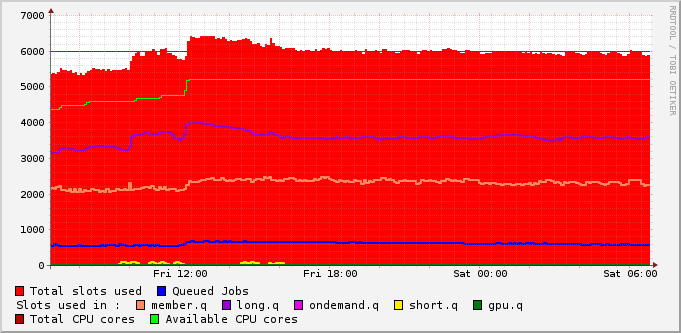 7000
6000
5000
4000
3000
2000
1000
0
Fri 12:00 Fri 18:00 Sat 00:00 Sat 06:00
Total slots used Queued Jobs
Slots used in : member.q long.q ondemand.q short.q gpu.q
Total CPU cores Available CPU cores
RRDTOOL / TOBI OETIKER